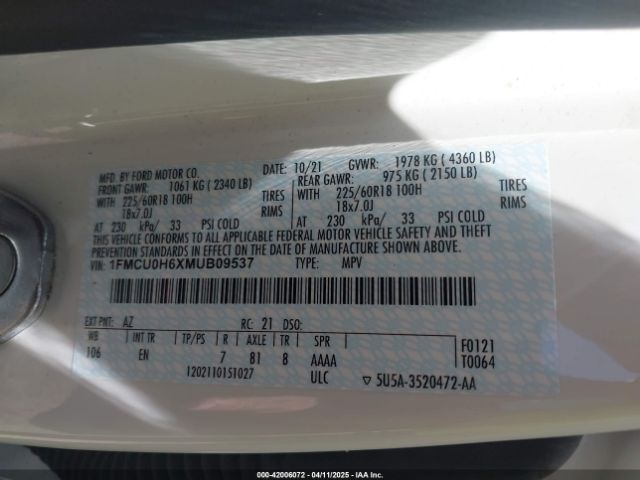 MFD. BY FORD MOTOR CO.
DATE: 10/21 GVWR: 1978 KG ( 4360 LB)
FRONT GAWR: 1061 KG ( 2340 LB)
REAR GAWR: 975 KG ( 2150 LB)
WITH 225/60R18 100H TIRES
WITH 225/60R18 100H TIRES
18x7.0J RIMS
18x7.0J RIMS
AT 230 kPa/ 33 PSI COLD
AT 230 kPa/ 33 PSI COLD
THIS VEHICLE CONFORMS TO ALL APPLICABLE FEDERAL MOTOR VEHICLE SAFETY AND THEFT
PREVENTION STANDARDS IN EFFECT ON THE DATE OF MANUFACTURE SHOWN ABOVE.
VIN: 1FMCU0H6XMUB09537 TYPE: MPV
EXT PNT: AZ RC: 21 DSO:
WB INT TR TP/PS R AXLE TR SPR
106 EN 7 81 8 AAAA
F0121
T0064
12021101S1027 ULC 5U5A-3520472-AA
IAAI-42006072 - 04/11/2025 - COPYRIGHT © 2025 IAA, Inc.